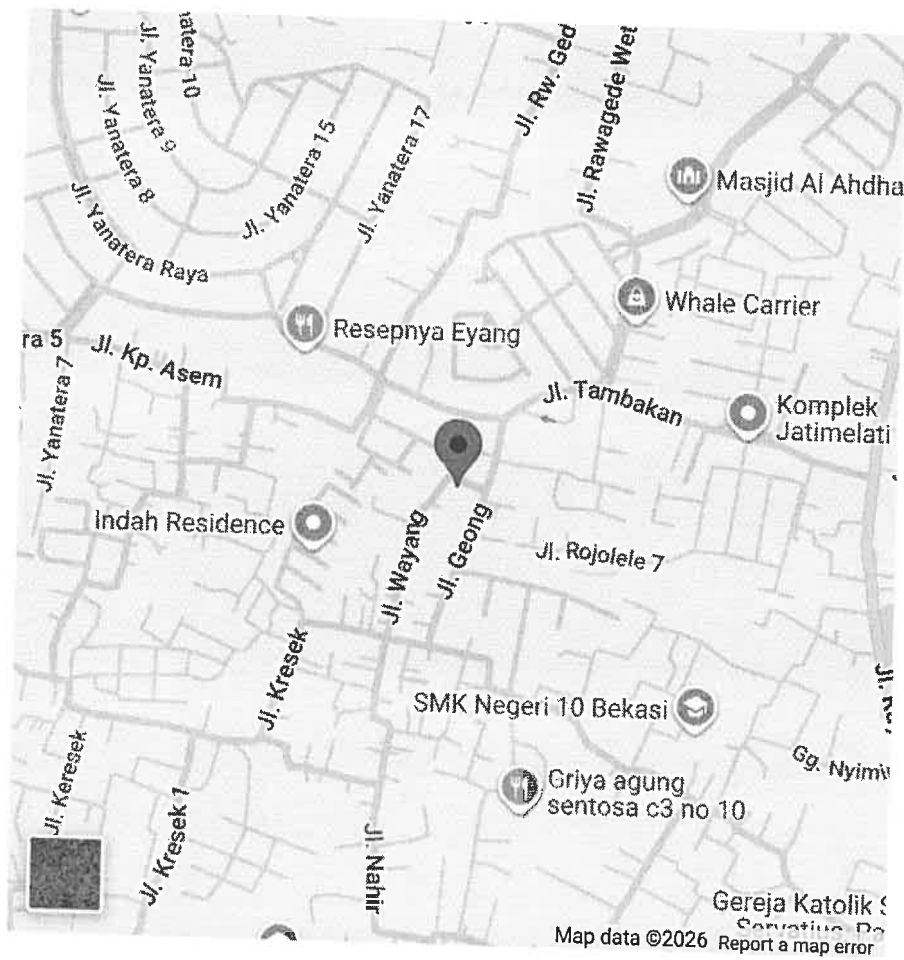 atera 10
Jl. Yanatera 9
Jl. Yanatera 8
Jl. Yanatera 15
Jl. Yanatera 17
Jl. Rw. Ged
Jl. Rawagede Wet
Masjid Al Ahdha
Jl. Yanatera Raya
Whale Carrier
Resepnya Eyang
ra 5
Jl. Kp. Asem
Jl. Yanatera 7
Jl. Tambakan
Komplek
Jatimelati
Indah Residence
Jl. Wayang
Jl. Geong
Jl. Rojolele 7
Jl. Kresek
SMK Negeri 10 Bekasi
Gg. Nyimi
Griya agung
sentosa c3 no 10
Jl. Keresek
Jl. Kresek 1
Jl. Nahir
Gereja Katolik S
Servatius
Map data ©2026
Report a map error